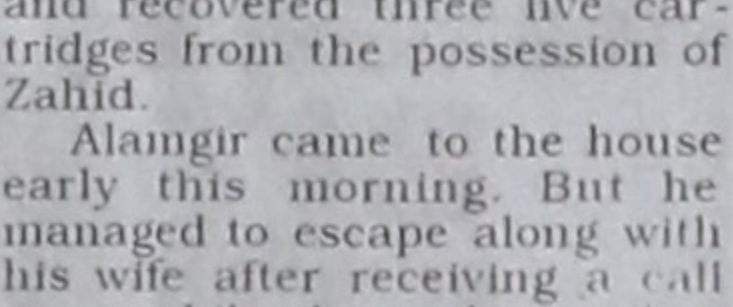 and recovered three live car-
tridges from the possession of
Zahid.
Alamgir came to the house
early this morning. But he
managed to escape along with
his wife after receiving a call